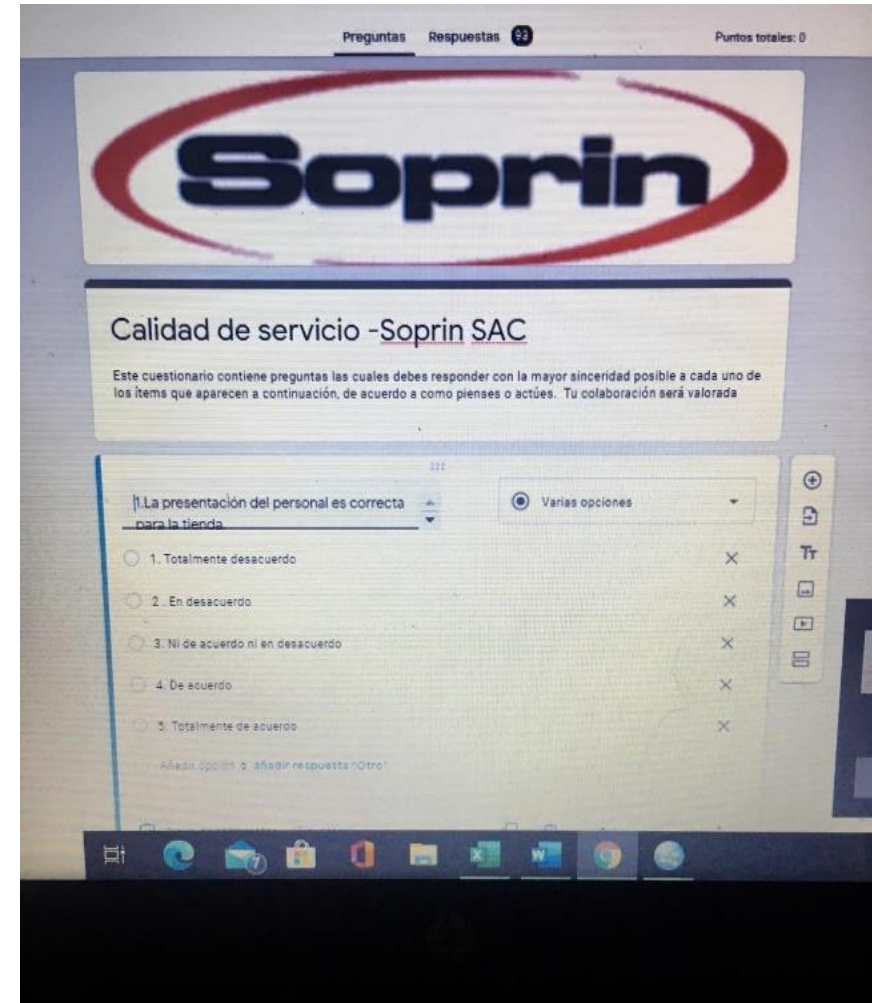 Preguntas Respuestas 93 Puntos totales: 0
Soprin
Calidad de servicio -Soprin SAC
Este cuestionario contiene preguntas las cuales debes responder con la mayor sinceridad posible a cada uno de
los ítems que aparecen a continuación, de acuerdo a como pienses o actúes. Tu colaboración será valorada
1.La presentación del personal es correcta
para la tienda.
Varias opciones
1. Totalmente desacuerdo
2 . En desacuerdo
3. Ni de acuerdo ni en desacuerdo
4. De acuerdo
5. Totalmente de acuerdo
Añadir opción o añadir respuesta "Otro"
7